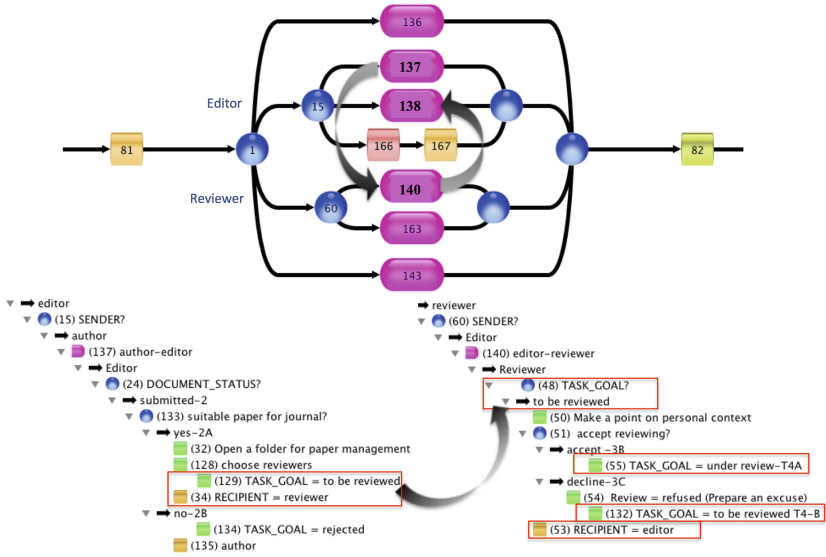 136
137
Editor
15
138
81
1
166
167
82
Reviewer
140
60
163
143
editor
(15) SENDER?
author
(137) author-editor
Editor
(24) DOCUMENT_STATUS?
submitted-2
(133) suitable paper for journal?
yes-2A
(32) Open a folder for paper management
(128) choose reviewers
(129) TASK_GOAL = to be reviewed
(34) RECIPIENT = reviewer
no-2B
(134) TASK_GOAL = rejected
(135) author
reviewer
(60) SENDER?
Editor
(140) editor-reviewer
Reviewer
(48) TASK_GOAL?
to be reviewed
(50) Make a point on personal context
(51) accept reviewing?
accept -3B
(55) TASK_GOAL = under review-T4A
decline-3C
(54) Review = refused (Prepare an excuse)
(132) TASK_GOAL = to be reviewed T4-B
(53) RECIPIENT = editor